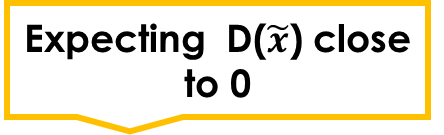 Expecting  D(x̃) close
to 0